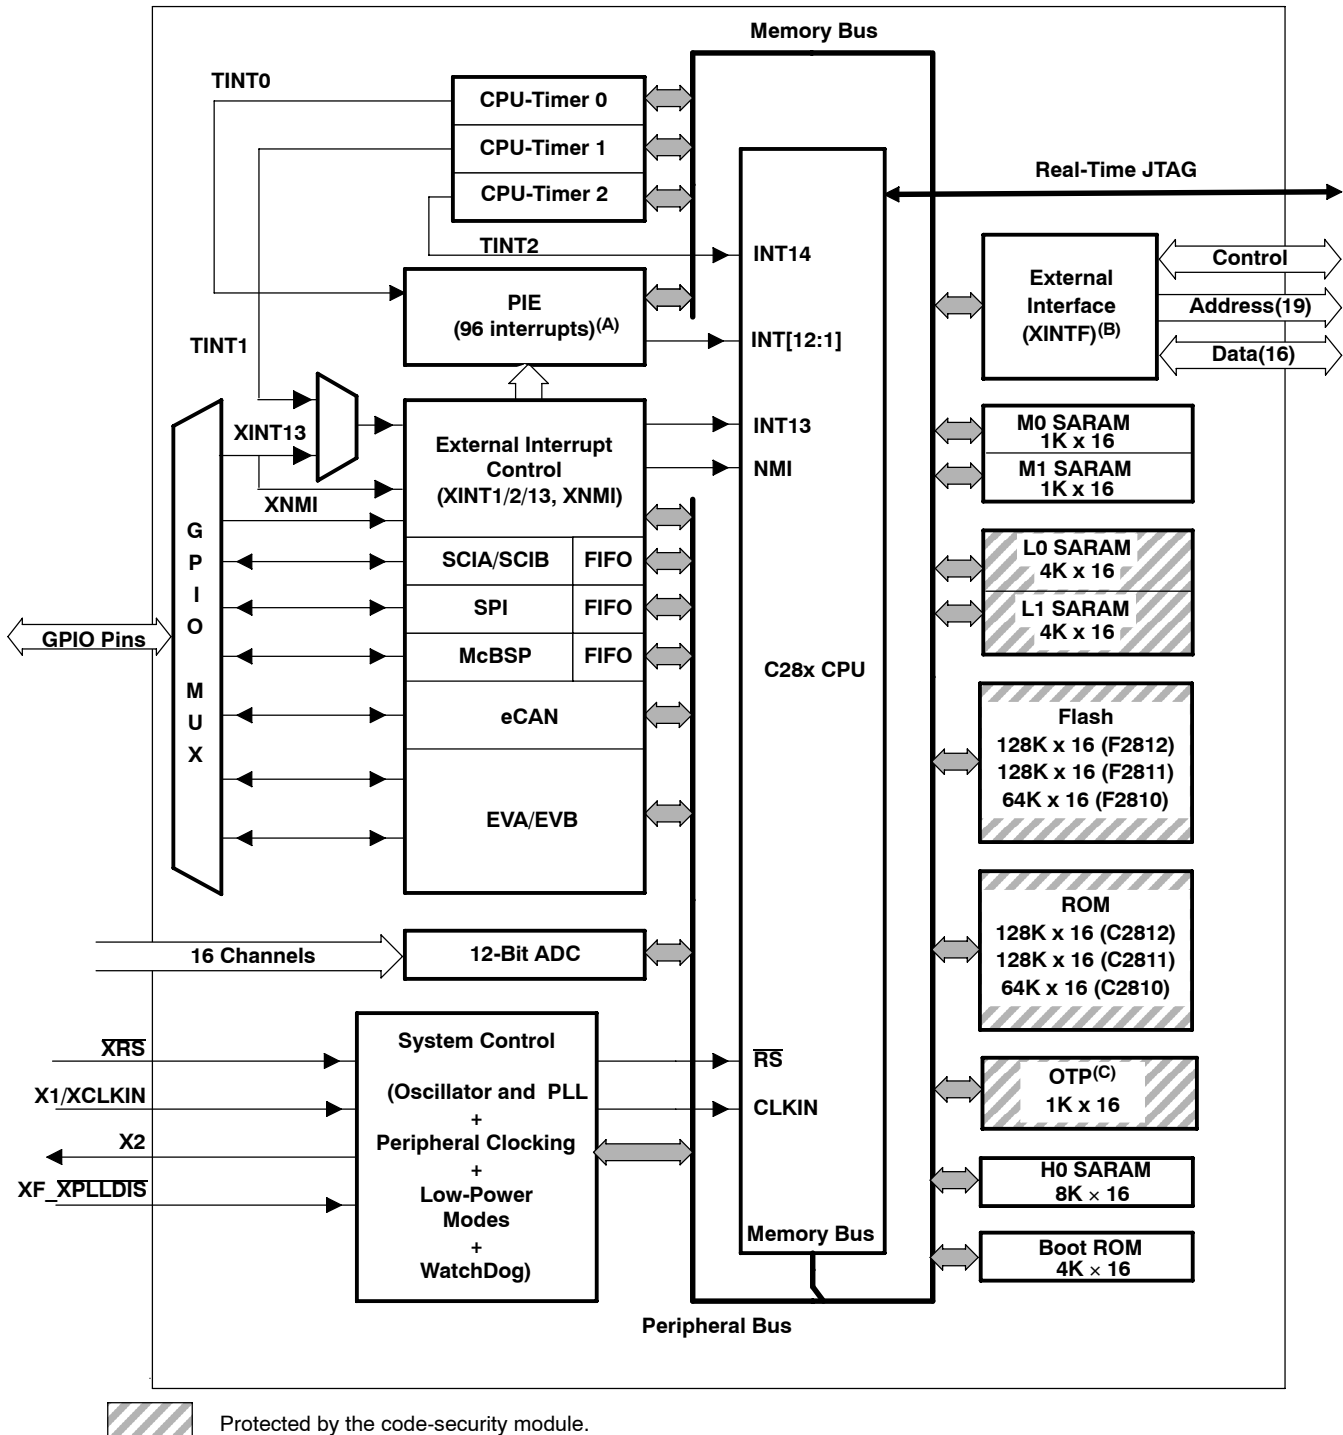 Memory Bus
TINT0
CPU-Timer 0
CPU-Timer 1
CPU-Timer 2
TINT2
Real-Time JTAG
INT14
PIE
(96 interrupts)(A)
INT[12:1]
External
Interface
(XINTF)(B)
Control
Address(19)
Data(16)
TINT1
XINT13
XNMI
External Interrupt
Control
(XINT1/2/13, XNMI)
INT13
NMI
M0 SARAM
1K x 16
M1 SARAM
1K x 16
L0 SARAM
4K x 16
L1 SARAM
4K x 16
GPIO Pins
G
P
I
O
M
U
X
SCIA/SCIB
FIFO
SPI
FIFO
McBSP
FIFO
eCAN
EVA/EVB
C28x CPU
Flash
128K x 16 (F2812)
128K x 16 (F2811)
64K x 16 (F2810)
ROM
128K x 16 (C2812)
128K x 16 (C2811)
64K x 16 (C2810)
16 Channels
12-Bit ADC
XRS
X1/XCLKIN
X2
XF_XPLLDIS
System Control
(Oscillator and PLL
+
Peripheral Clocking
+
Low-Power
Modes
+
WatchDog)
RS
CLKIN
OTP(C)
1K x 16
H0 SARAM
8K × 16
Boot ROM
4K × 16
Memory Bus
Peripheral Bus
Protected by the code-security module.